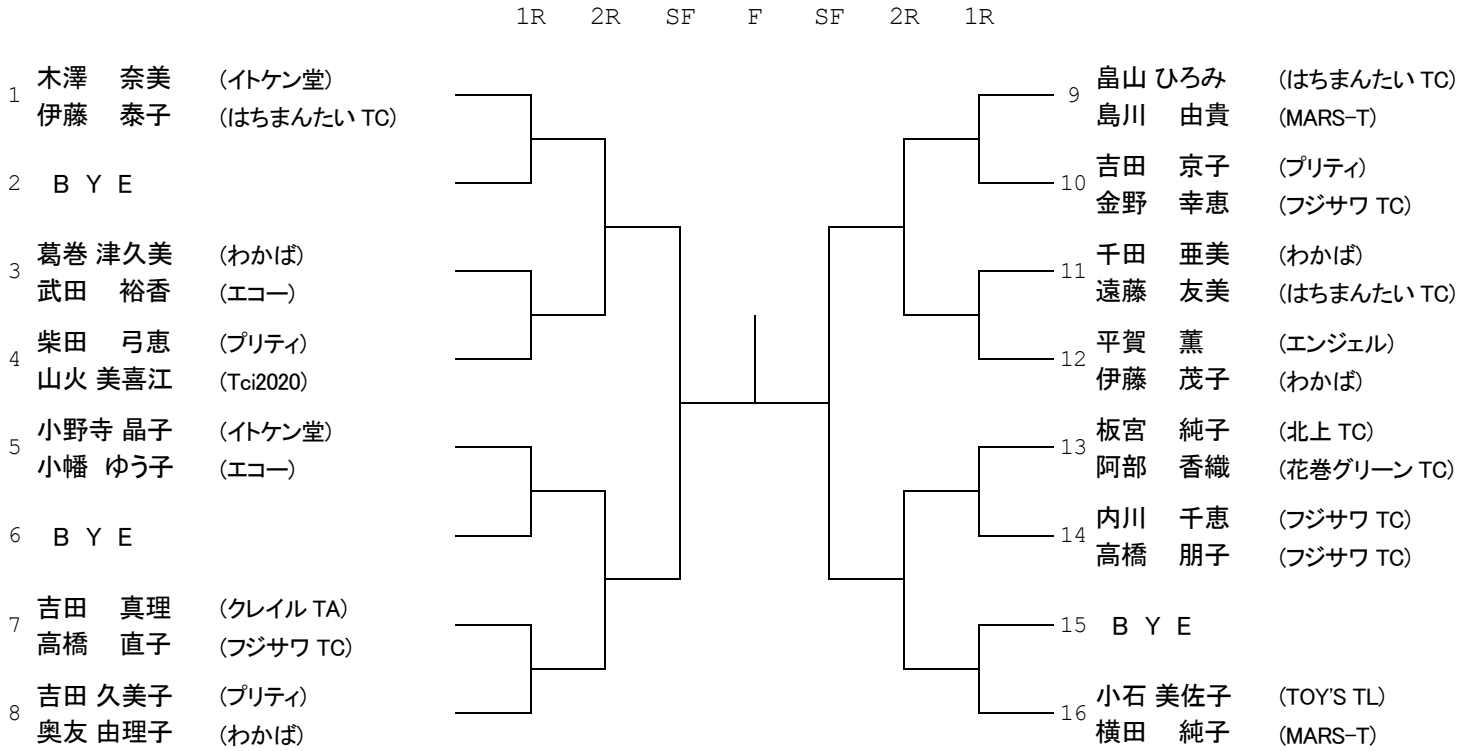 1R 2R SF F SF 2R 1R
1
木澤 奈美 (イトケン堂)
伊藤 泰子 (はちまんたい TC)
2 B Y E
3
葛巻 津久美 (わかば)
武田 裕香 (エコー)
4
柴田 弓恵 (プリティ)
山火 美喜江 (Tci2020)
5
小野寺 晶子 (イトケン堂)
小幡 ゆう子 (エコー)
6 B Y E
7
吉田 真理 (クレイル TA)
高橋 直子 (フジサワ TC)
8
吉田 久美子 (プリティ)
奥友 由理子 (わかば)
9
畠山 ひろみ (はちまんたい TC)
島川 由貴 (MARS-T)
10
吉田 京子 (プリティ)
金野 幸恵 (フジサワ TC)
11
千田 亜美 (わかば)
遠藤 友美 (はちまんたい TC)
12
平賀 薫 (エンジェル)
伊藤 茂子 (わかば)
13
板宮 純子 (北上 TC)
阿部 香織 (花巻グリーン TC)
14
内川 千恵 (フジサワ TC)
高橋 朋子 (フジサワ TC)
15 B Y E
16
小石 美佐子 (TOY'S TL)
横田 純子 (MARS-T)